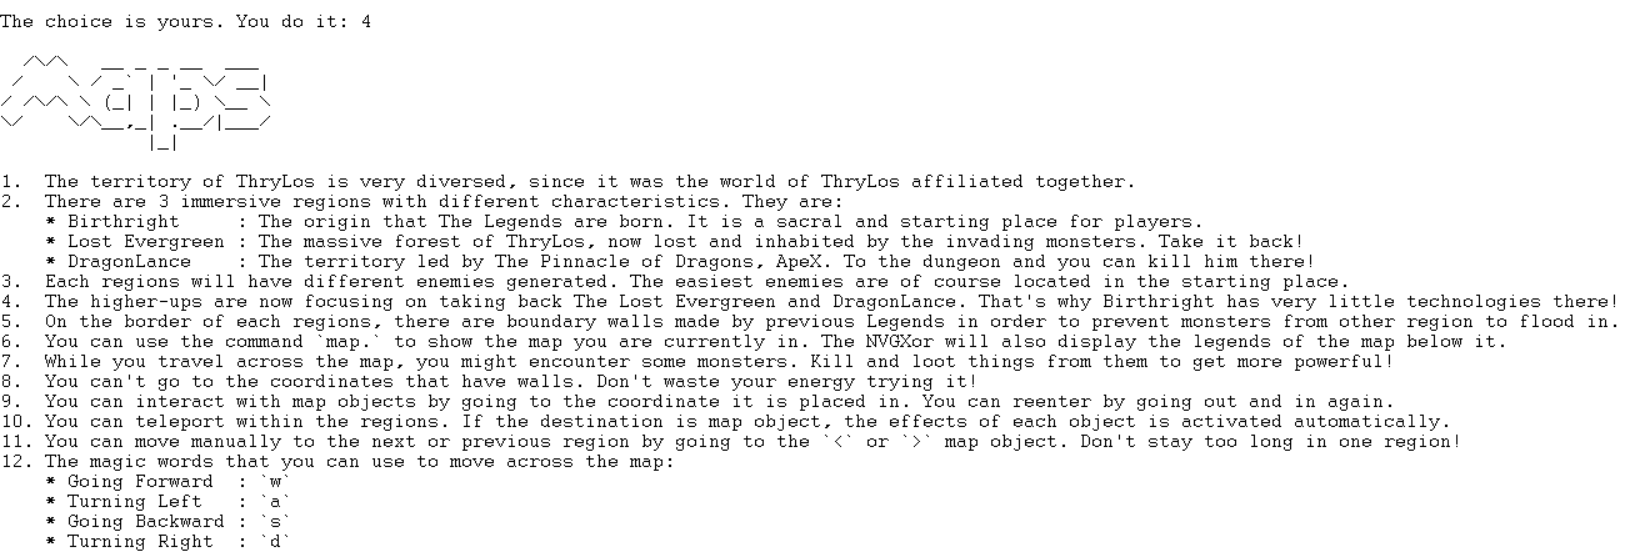 The choice is yours. You do it: 4
Maps
1.  The territory of ThryLos is very diversed, since it was the world of ThryLos affiliated together.
2.  There are 3 immersive regions with different characteristics. They are:
    * Birthright     : The origin that The Legends are born. It is a sacral and starting place for players.
    * Lost Evergreen : The massive forest of ThryLos, now lost and inhabited by the invading monsters. Take it back!
    * DragonLance    : The territory led by The Pinnacle of Dragons, ApeX. To the dungeon and you can kill him there!
3.  Each regions will have different enemies generated. The easiest enemies are of course located in the starting place.
4.  The higher-ups are now focusing on taking back The Lost Evergreen and DragonLance. That's why Birthright has very little technologies there!
5.  On the border of each regions, there are boundary walls made by previous Legends in order to prevent monsters from other region to flood in.
6.  You can use the command `map.` to show the map you are currently in. The NVGXor will also display the legends of the map below it.
7.  While you travel across the map, you might encounter some monsters. Kill and loot things from them to get more powerful!
8.  You can't go to the coordinates that have walls. Don't waste your energy trying it!
9.  You can interact with map objects by going to the coordinate it is placed in. You can reenter by going out and in again.
10. You can teleport within the regions. If the destination is map object, the effects of each object is activated automatically.
11. You can move manually to the next or previous region by going to the `<` or `>` map object. Don't stay too long in one region!
12. The magic words that you can use to move across the map:
    * Going Forward  : `w`
    * Turning Left   : `a`
    * Going Backward : `s`
    * Turning Right  : `d`